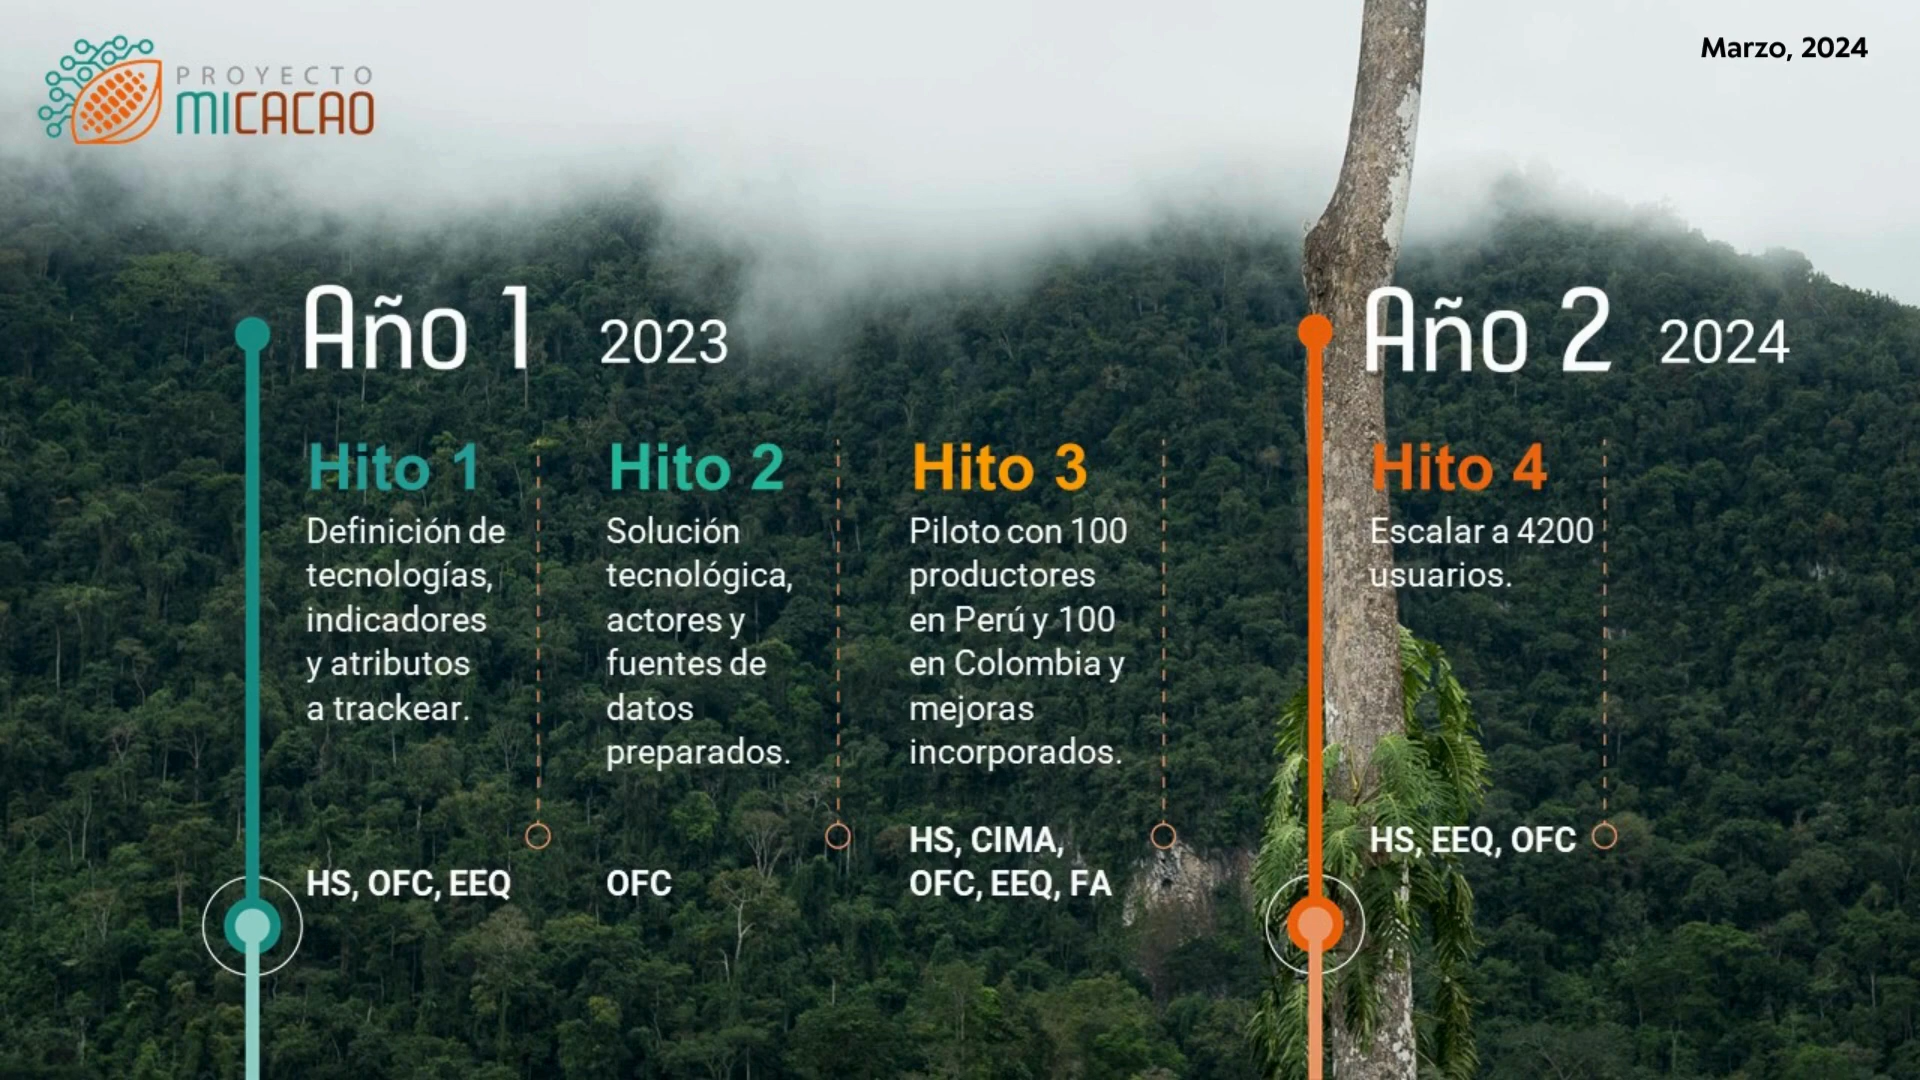 PROYECTO
MICACAO
Marzo, 2024
Año 1 2023
Hito 1
Definición de
tecnologías,
indicadores
y atributos
a trackear.
HS, OFC, EEQ
Hito 2
Solución
tecnológica,
actores y
fuentes de
datos
preparados.
OFC
Hito 3
Piloto con 100
productores
en Perú y 100
en Colombia y
mejoras
incorporados.
HS, CIMA,
OFC, EEQ, FA
Año 2 2024
Hito 4
Escalar a 4200
usuarios.
HS, EEQ, OFC